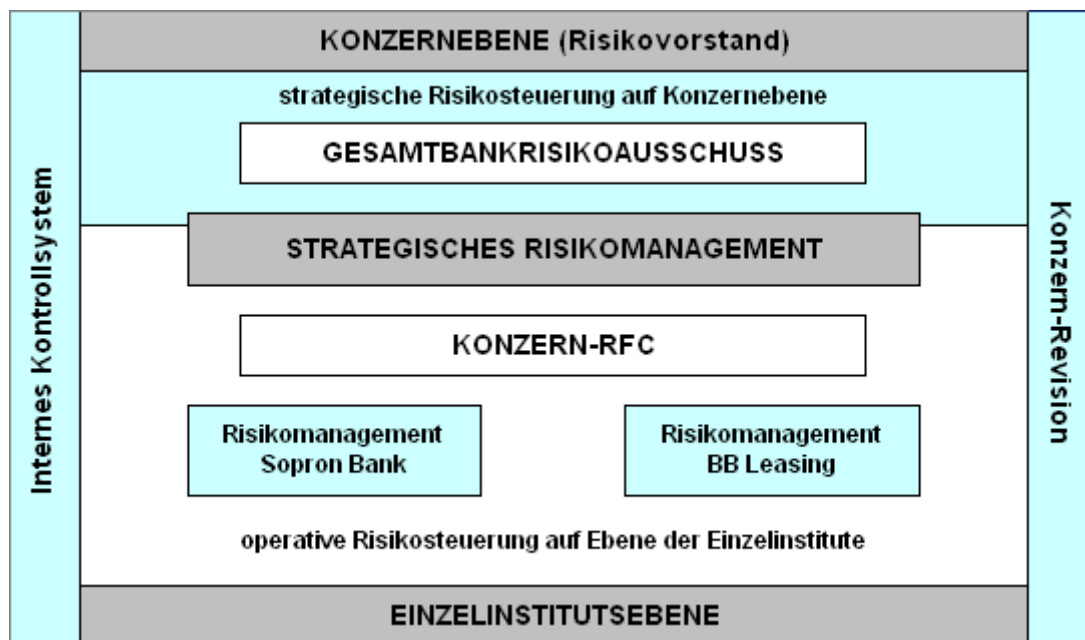 KONZERNEBENE (Risikovorstand)
strategische Risikosteuerung auf Konzernebene
GESAMTBANKRISIKOAUSSCHUSS
STRATEGISCHES RISIKOMANAGEMENT
KONZERN-RFC
Risikomanagement
Sopron Bank
Risikomanagement
BB Leasing
operative Risikosteuerung auf Ebene der Einzelinstitute
EINZELINSTITUTSEBENE
Internes Kontrollsystem
Konzern-Revision